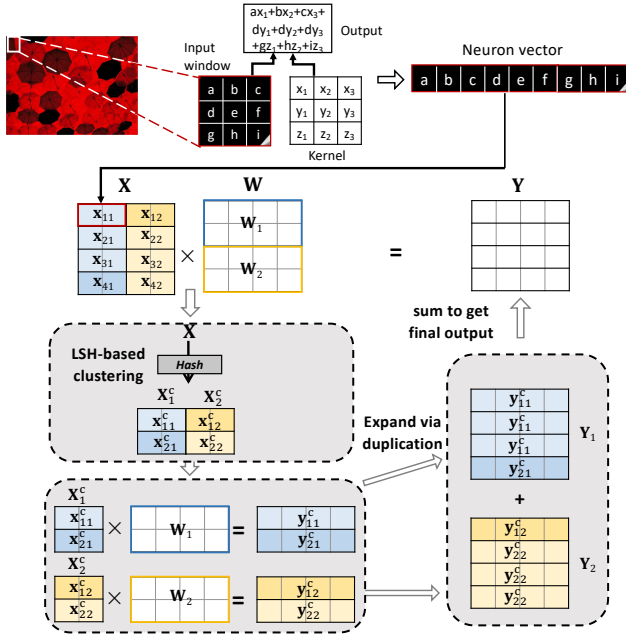 ax₁+bx₂+cx₃+
dy₁+dy₂+dy₃
+gz₁+hz₂+iz₃
Output
Input
window
Neuron vector
a b c
d e f
g h i
x₁ x₂ x₃
y₁ y₂ y₃
z₁ z₂ z₃
Kernel
a b c d e f g h i
X
W
Y
x₁₁ x₁₂
x₂₁ x₂₂
x₃₁ x₃₂
x₄₁ x₄₂
×
W₁
W₂
=
sum to get
final output
X
LSH-based
clustering
Hash
X₁ᶜ X₂ᶜ
x₁₁ᶜ x₁₂ᶜ
x₂₁ᶜ x₂₂ᶜ
Expand via
duplication
y₁₁ᶜ
y₁₁ᶜ
y₁₁ᶜ
y₂₁ᶜ
Y₁
+
y₁₂ᶜ
y₂₂ᶜ
y₂₂ᶜ
y₂₂ᶜ
Y₂
X₁ᶜ
x₁₁ᶜ
x₂₁ᶜ
×
W₁
=
y₁₁ᶜ
y₂₁ᶜ
X₂ᶜ
x₁₂ᶜ
x₂₂ᶜ
×
W₂
=
y₁₂ᶜ
y₂₂ᶜ